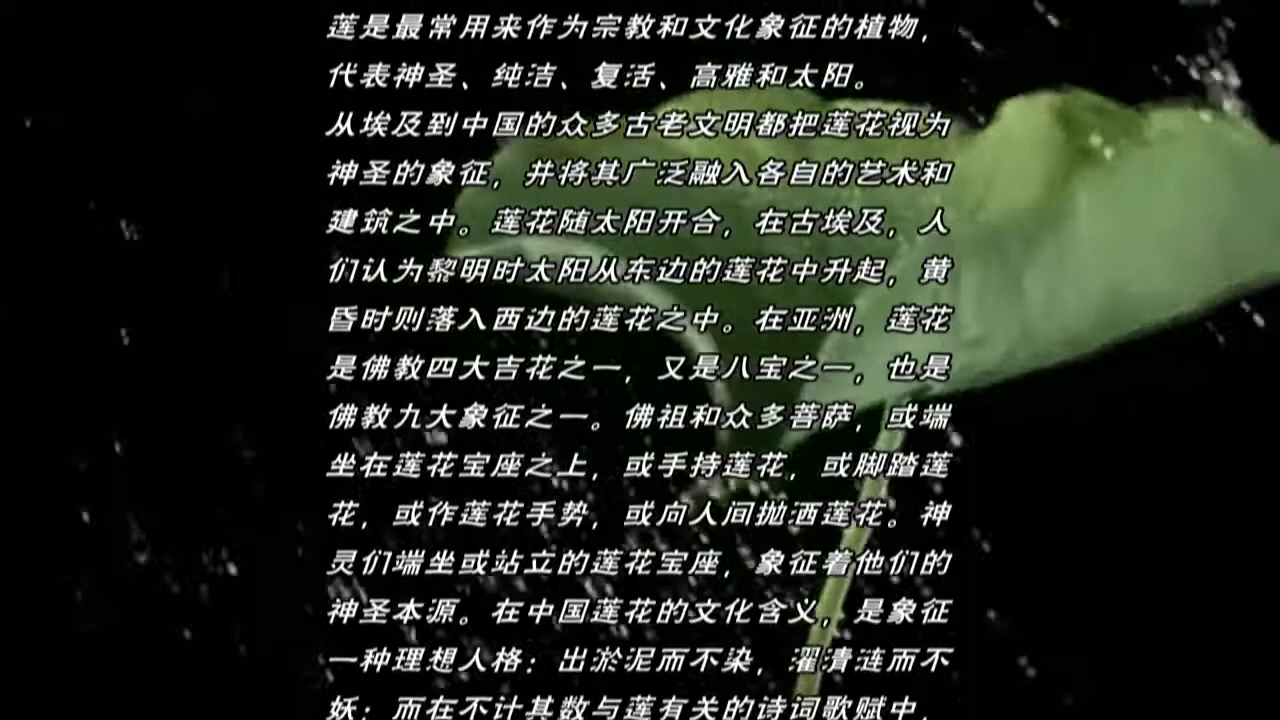 莲是最常用来作为宗教和文化象征的植物，
代表神圣、纯洁、复活、高雅和太阳。
从埃及到中国的众多古老文明都把莲花视为
神圣的象征，并将其广泛融入各自的艺术和
建筑之中。莲花随太阳开合，在古埃及，人
们认为黎明时太阳从东边的莲花中升起，黄
昏时则落入西边的莲花之中。在亚洲，莲花
是佛教四大吉花之一，又是八宝之一，也是
佛教九大象征之一。佛祖和众多菩萨，或端
坐在莲花宝座之上，或手持莲花，或脚踏莲
花，或作莲花手势，或向人间抛洒莲花。神
灵们端坐或站立的莲花宝座，象征着他们的
神圣本源。在中国莲花的文化含义，是象征
一种理想人格：出淤泥而不染，濯清涟而不
妖；而在不计其数与莲有关的诗词歌赋中，